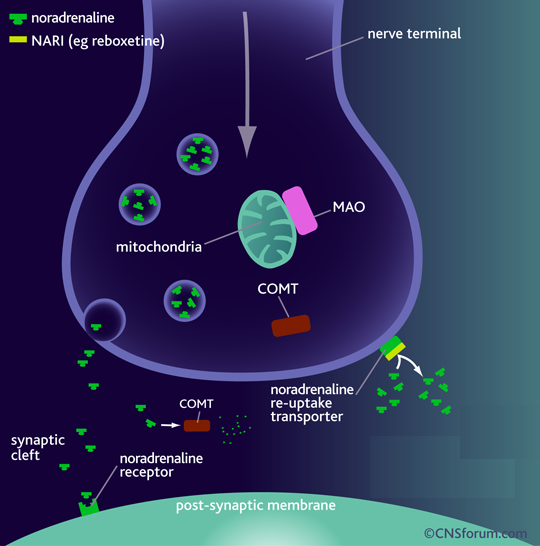 noradrenaline
NARI (eg reboxetine)
nerve terminal
MAO
mitochondria
COMT
noradrenaline
re-uptake
transporter
COMT
synaptic
cleft
noradrenaline
receptor
post-synaptic membrane
©CNSforum.com